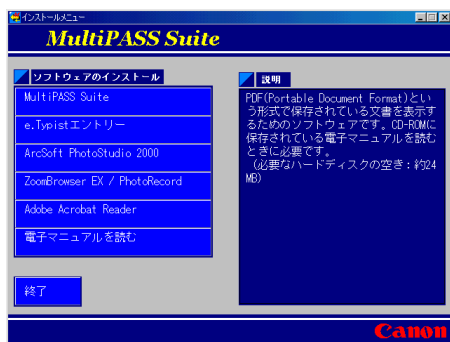 インストールメニュー
MultiPASS Suite
ソフトウェアのインストール
MultiPASS Suite
e.Typistエントリー
ArcSoft PhotoStudio 2000
ZoomBrowser EX / PhotoRecord
Adobe Acrobat Reader
電子マニュアルを読む
終了
説明
PDF(Portable Document Format)とい
う形式で保存されている文書を表示す
るためのソフトウェアです。CD-ROMに
保存されている電子マニュアルを読む
ときに必要です。
（必要なハードディスクの空き：約24
MB)
Canon